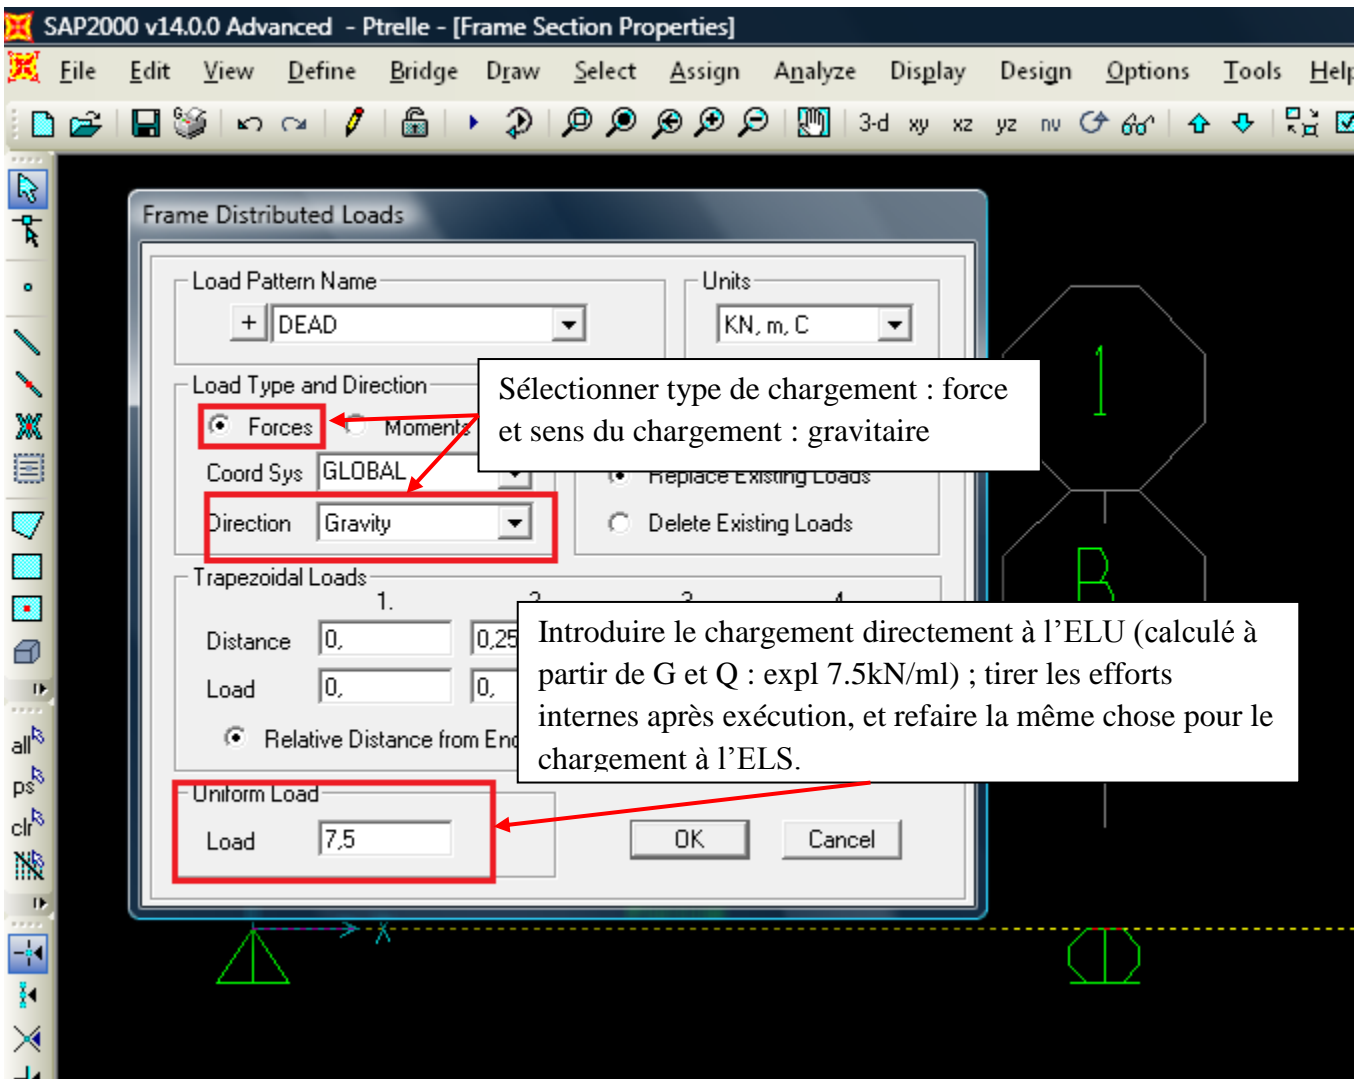 SAP2000 v14.0.0 Advanced - Ptrelle - [Frame Section Properties]
File Edit View Define Bridge Draw Select Assign Analyze Display Design Options Tools Help
3-d xy xz yz nv
Frame Distributed Loads
Load Pattern Name
Units
+ DEAD
KN, m, C
Load Type and Direction
Sélectionner type de chargement : force
et sens du chargement : gravitaire
Forces Moments
Coord Sys GLOBAL
Replace Existing Loads
Direction Gravity
Delete Existing Loads
Trapezoidal Loads
1. 2. 3. 4.
Distance 0, 0,25
Load 0, 0,
Relative Distance from End
Introduire le chargement directement à l’ELU (calculé à
partir de G et Q : expl 7.5kN/ml) ; tirer les efforts
internes après exécution, et refaire la même chose pour le
chargement à l’ELS.
Uniform Load
Load 7,5
OK Cancel
1
B
X
all
ps
clr